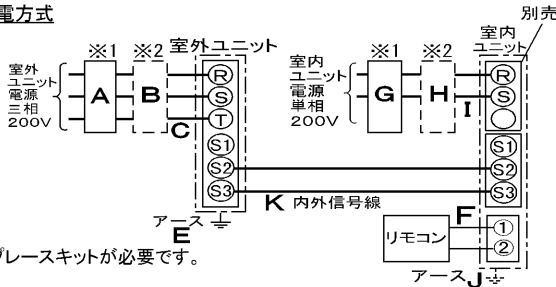 電方式
別売
※1
※2
室外ユニット
※1
※2
室内
ユニット
室外
ユニット
電源
三相
200V
A
B
C
R
S
T
S1
S2
S3
室内
ユニット
電源
単相
200V
G
H
I
R
S
S1
S2
S3
K 内外信号線
アース
E
リモコン
F
1
2
アース
J
プレースキットが必要です。